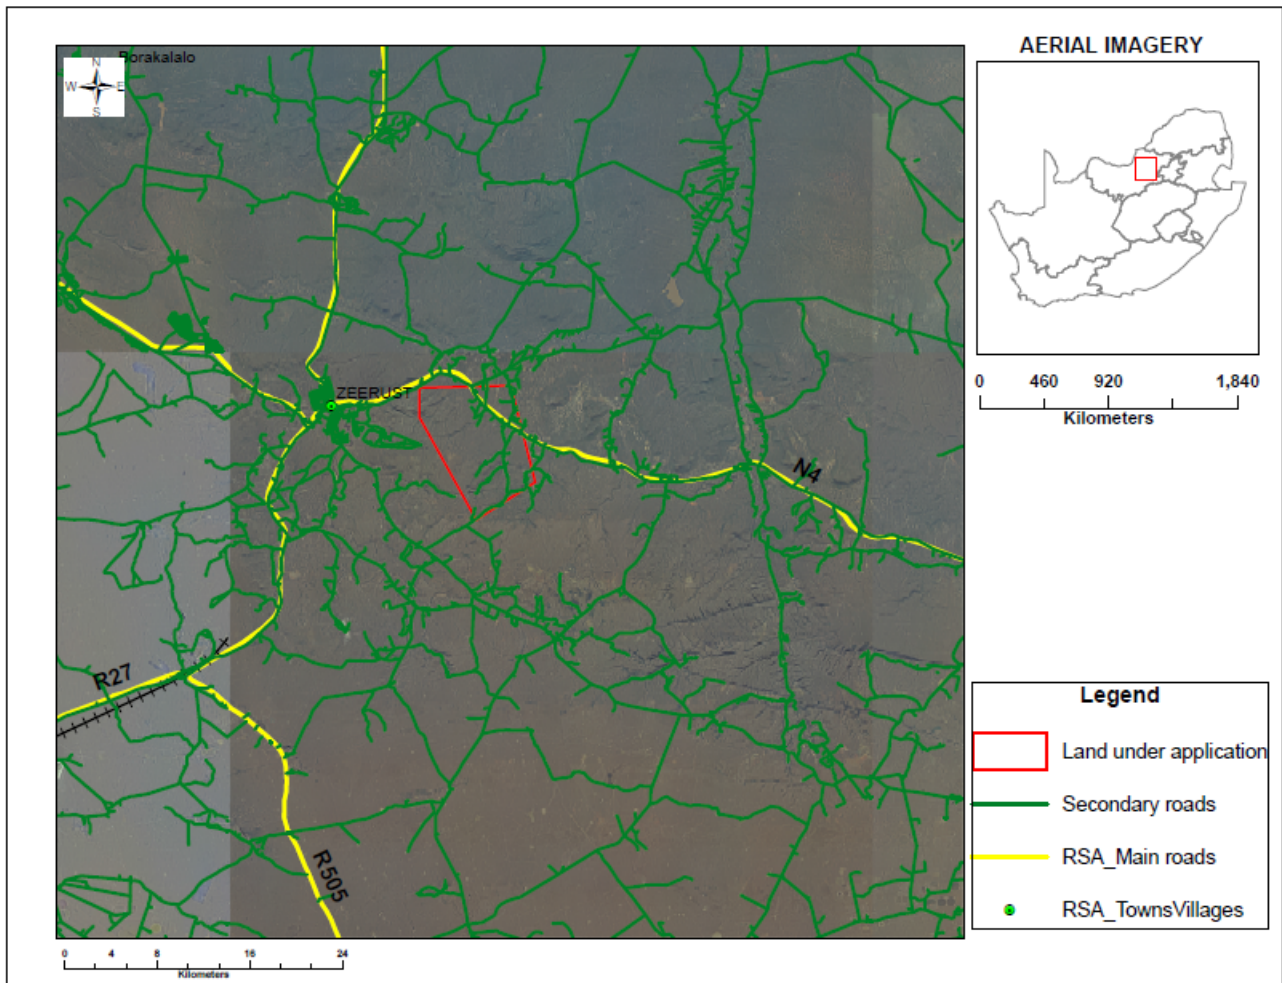 Borakalalo
N
W E
S
ZEERUST
N4
R27
R505
0 4 8 16 24
Kilometers
AERIAL IMAGERY
0 460 920 1,840
Kilometers
Legend
Land under application
Secondary roads
RSA_Main roads
RSA_TownsVillages